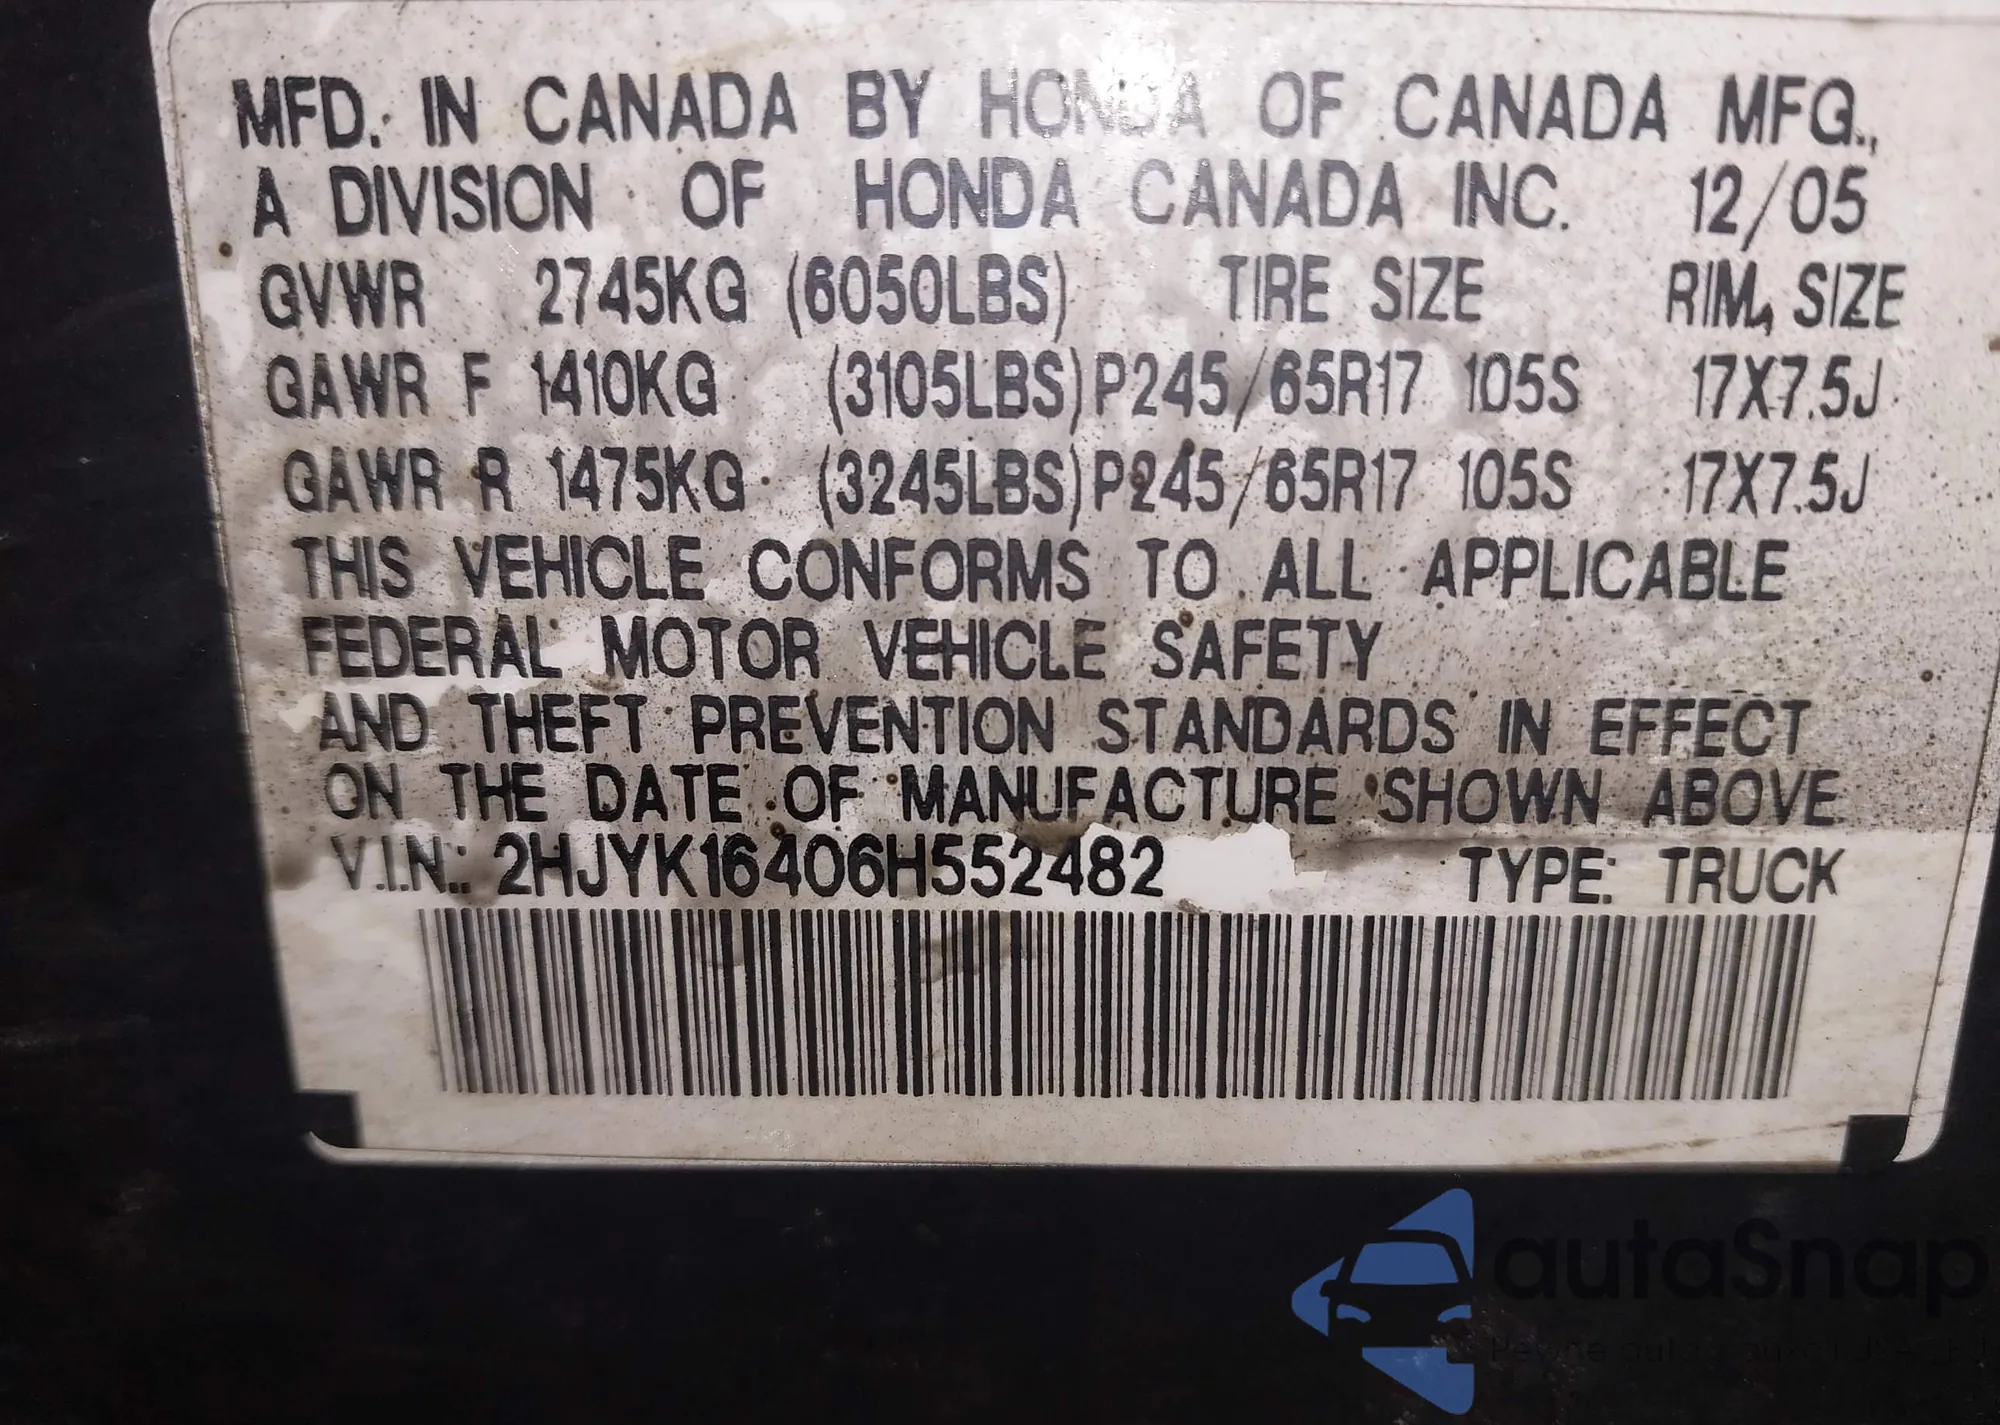 MFD. IN CANADA BY HONDA OF CANADA MFG.,
A DIVISION OF HONDA CANADA INC. 12/05
GVWR 2745KG (6050LBS) TIRE SIZE RIM SIZE
GAWR F 1410KG (3105LBS) P245/65R17 105S 17X7.5J
GAWR R 1475KG (3245LBS) P245/65R17 105S 17X7.5J
THIS VEHICLE CONFORMS TO ALL APPLICABLE
FEDERAL MOTOR VEHICLE SAFETY
AND THEFT PREVENTION STANDARDS IN EFFECT
ON THE DATE OF MANUFACTURE SHOWN ABOVE
V.I.N.: 2HJYK16406H552482 TYPE: TRUCK
autoSnap